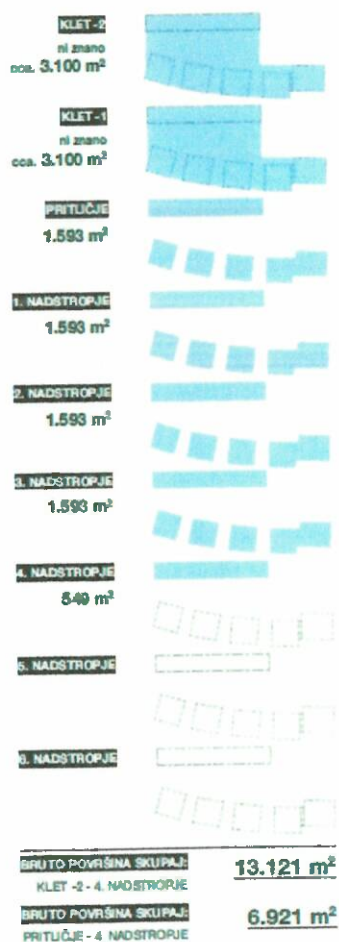 KLET -2
ni znano
cca. 3.100 m²
KLET -1
ni znano
cca. 3.100 m²
PRITLIČJE
1.593 m²
1. NADSTROPJE
1.593 m²
2. NADSTROPJE
1.593 m²
3. NADSTROPJE
1.593 m²
4. NADSTROPJE
549 m²
5. NADSTROPJE
6. NADSTROPJE
BRUTO POVRŠINA SKUPAJ: 13.121 m²
KLET -2 - 4. NADSTROPJE
BRUTO POVRŠINA SKUPAJ: 6.921 m²
PRITLIČJE - 4 NADSTROPJE